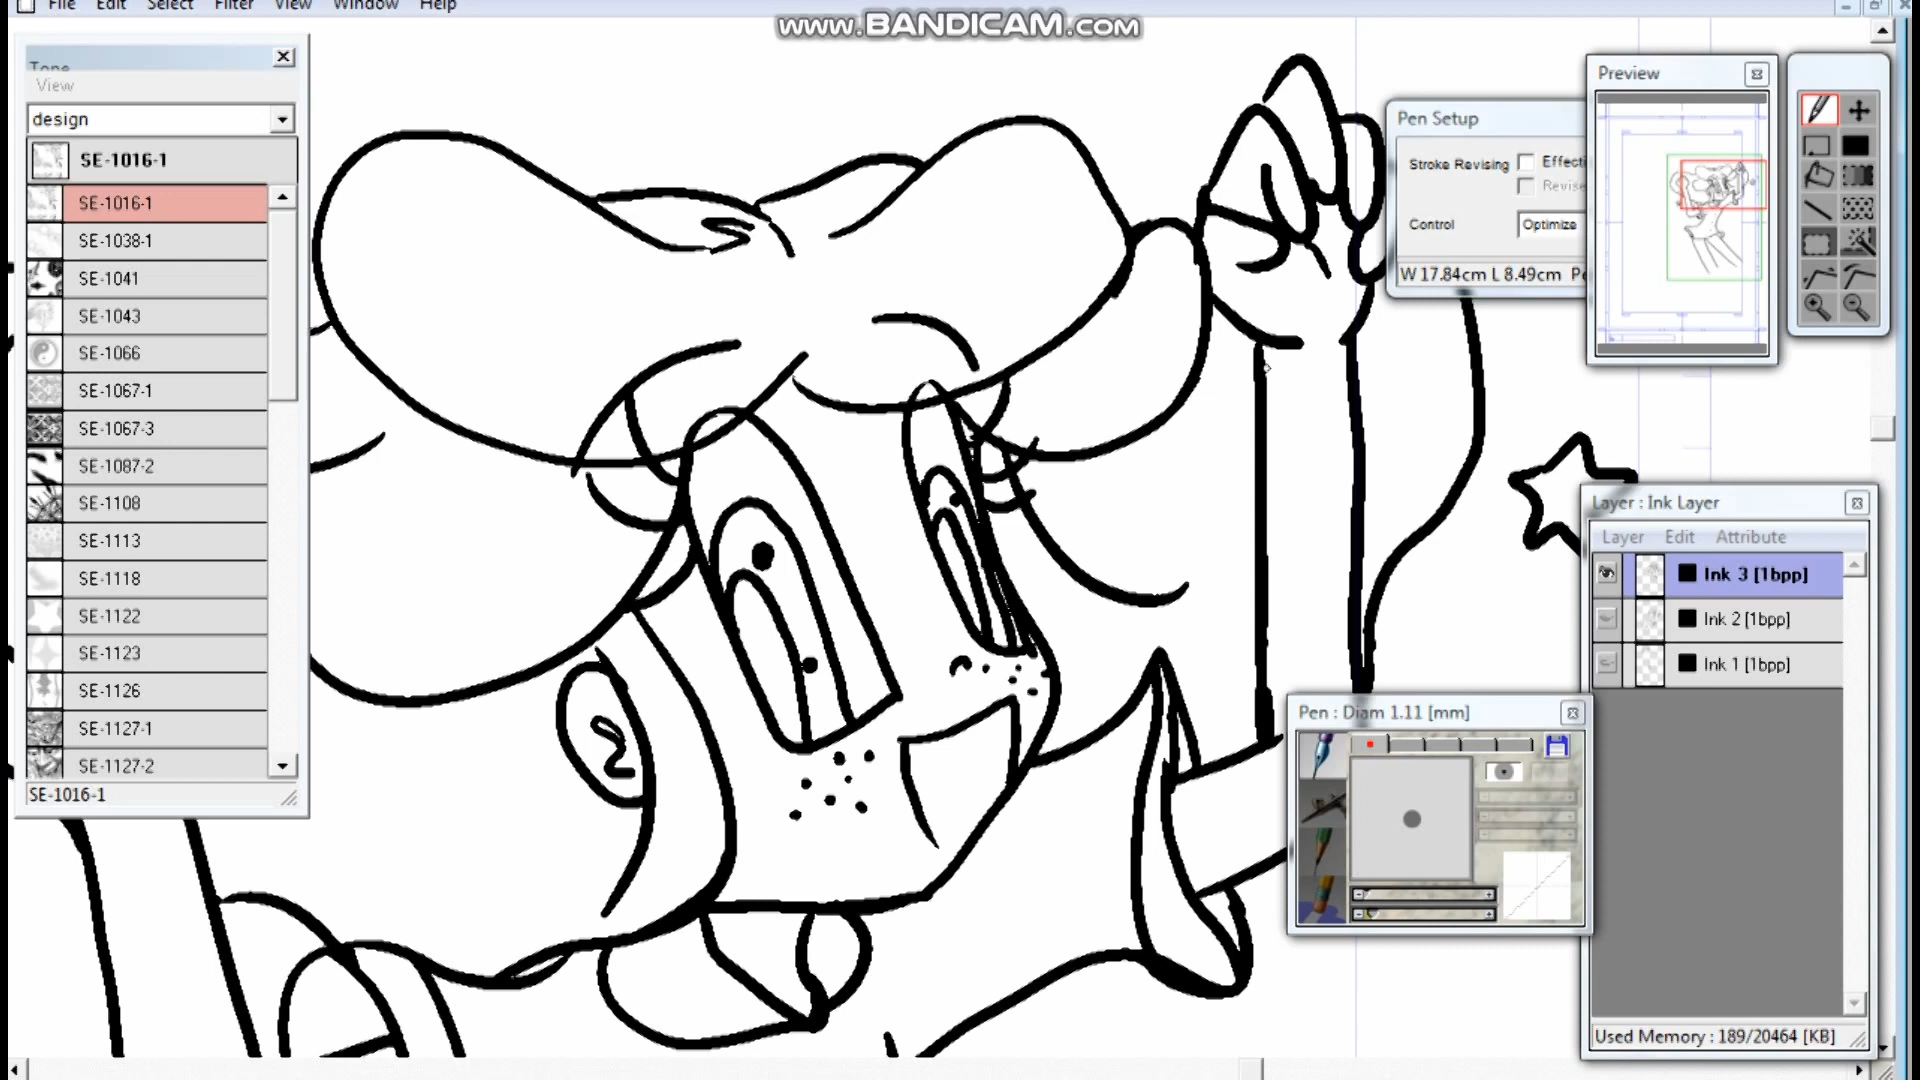 File Edit Select Filter View Window Help
www.BANDICAM.com
Tone
View
design
SE-1016-1
SE-1016-1
SE-1038-1
SE-1041
SE-1043
SE-1066
SE-1067-1
SE-1067-3
SE-1087-2
SE-1108
SE-1113
SE-1118
SE-1122
SE-1123
SE-1126
SE-1127-1
SE-1127-2
SE-1016-1
Pen Setup
Stroke Revising Effecti
Revise
Control Optimize
W 17.84cm L 8.49cm Pe
Preview
Layer : Ink Layer
Layer Edit Attribute
Ink 3 [1bpp]
Ink 2 [1bpp]
Ink 1 [1bpp]
Used Memory : 189/20464 [KB]
Pen : Diam 1.11 [mm]